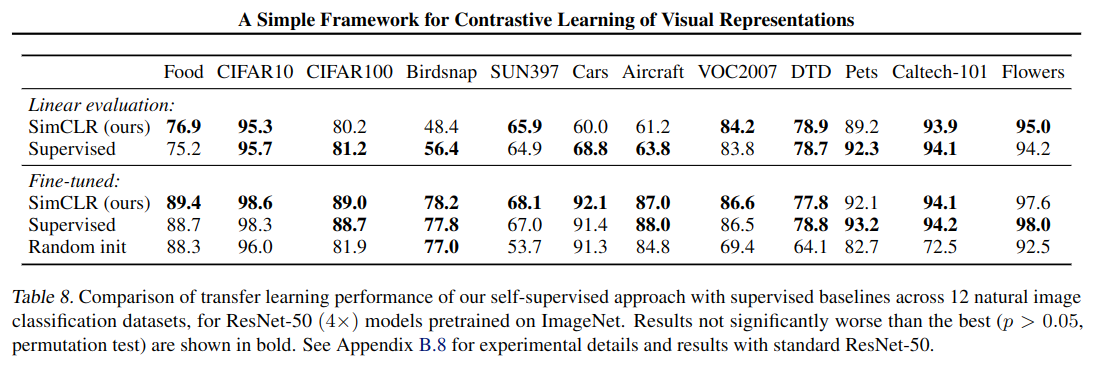 A Simple Framework for Contrastive Learning of Visual Representations
Food CIFAR10 CIFAR100 Birdsnap SUN397 Cars Aircraft VOC2007 DTD Pets Caltech-101 Flowers
Linear evaluation:
SimCLR (ours) 76.9 95.3 80.2 48.4 65.9 60.0 61.2 84.2 78.9 89.2 93.9 95.0
Supervised 75.2 95.7 81.2 56.4 64.9 68.8 63.8 83.8 78.7 92.3 94.1 94.2
Fine-tuned:
SimCLR (ours) 89.4 98.6 89.0 78.2 68.1 92.1 87.0 86.6 77.8 92.1 94.1 97.6
Supervised 88.7 98.3 88.7 77.8 67.0 91.4 88.0 86.5 78.8 93.2 94.2 98.0
Random init 88.3 96.0 81.9 77.0 53.7 91.3 84.8 69.4 64.1 82.7 72.5 92.5
Table 8. Comparison of transfer learning performance of our self-supervised approach with supervised baselines across 12 natural image
classification datasets, for ResNet-50 (4×) models pretrained on ImageNet. Results not significantly worse than the best (p > 0.05,
permutation test) are shown in bold. See Appendix B.8 for experimental details and results with standard ResNet-50.